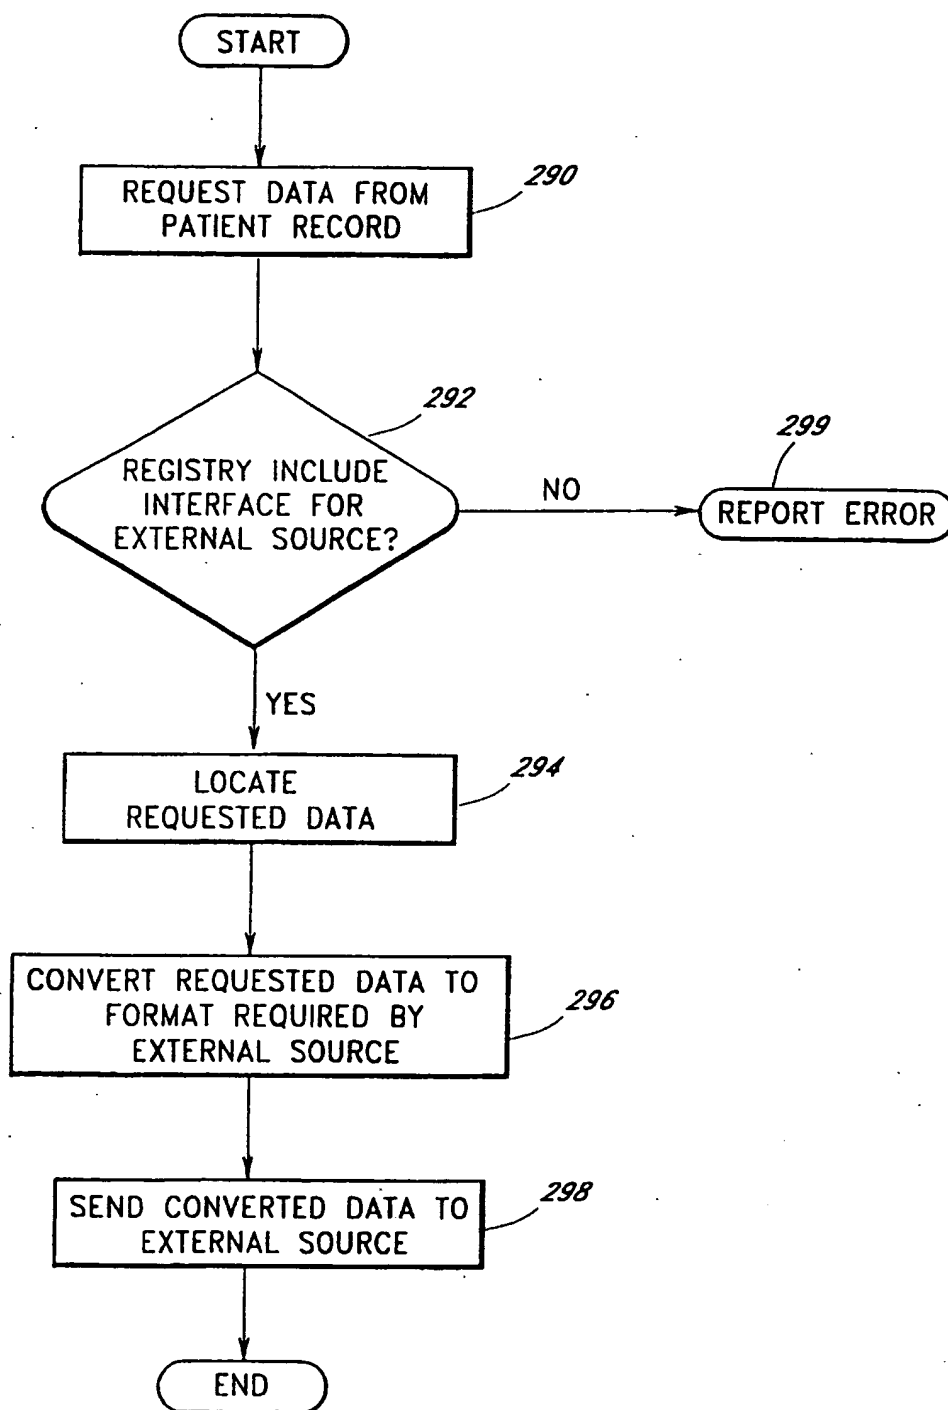 START
REQUEST DATA FROM
PATIENT RECORD
290
292
REGISTRY INCLUDE
INTERFACE FOR
EXTERNAL SOURCE?
NO
299
REPORT ERROR
YES
LOCATE
REQUESTED DATA
294
CONVERT REQUESTED DATA TO
FORMAT REQUIRED BY
EXTERNAL SOURCE
296
SEND CONVERTED DATA TO
EXTERNAL SOURCE
298
END